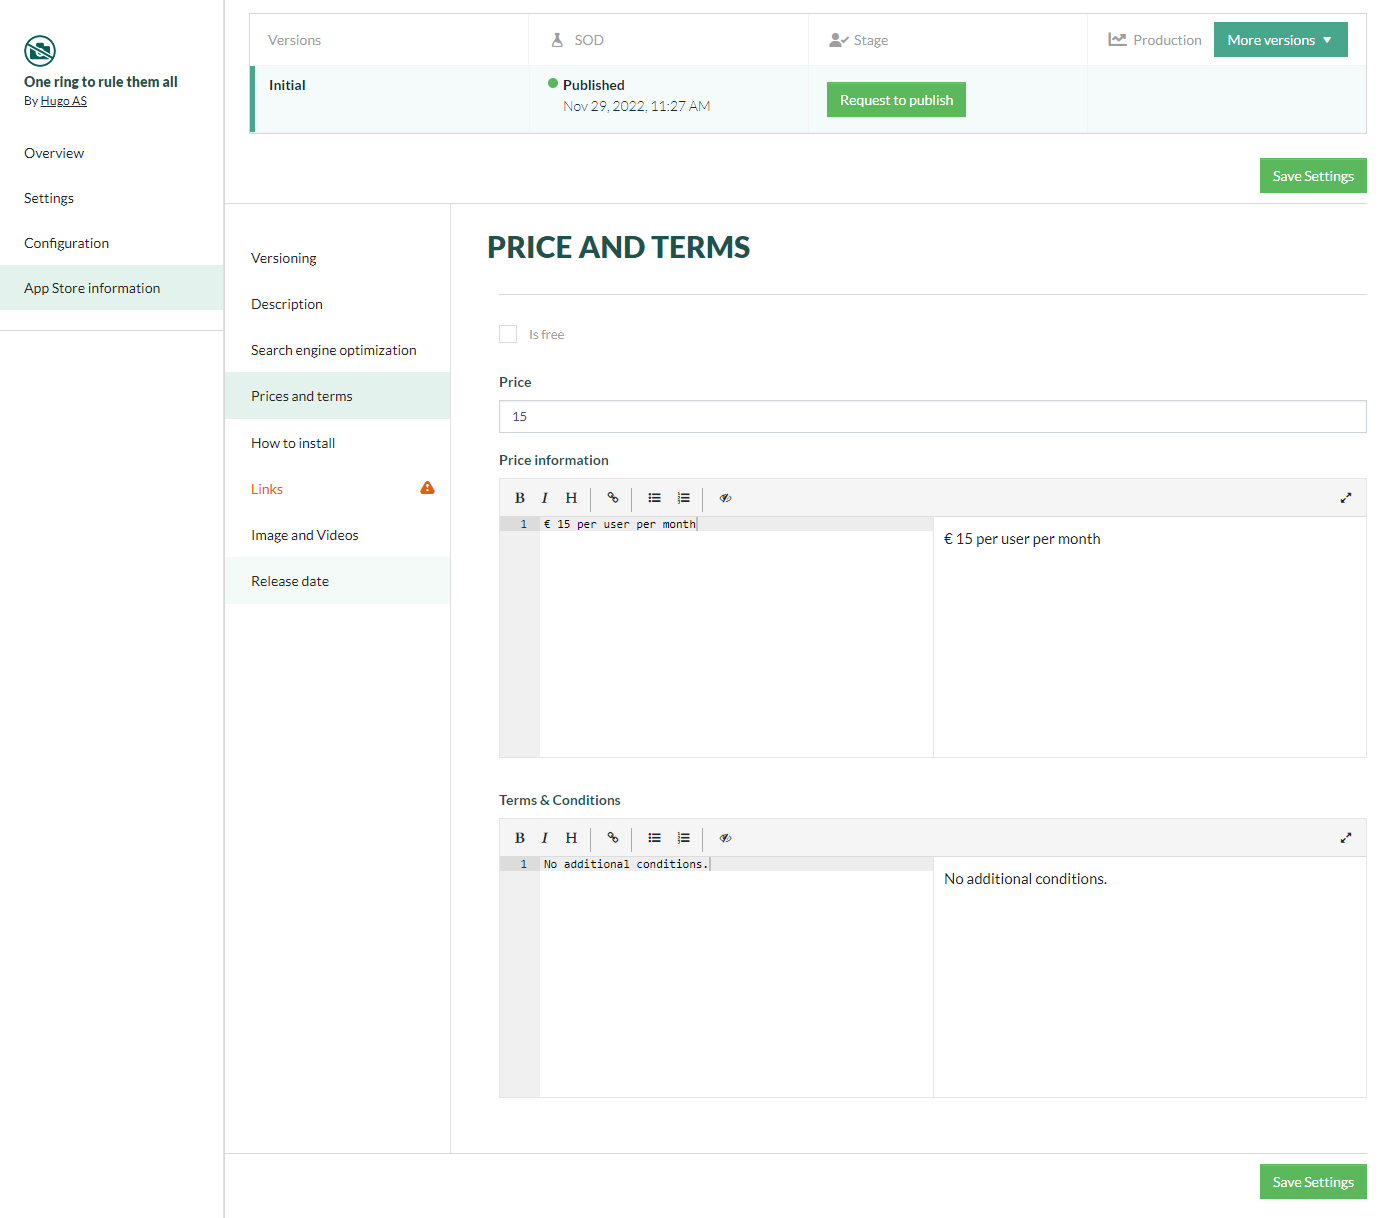 One ring to rule them all
By Hugo AS
Overview
Settings
Configuration
App Store information
Versions SOD Stage Production More versions
Initial Published Request to publish
Nov 29, 2022, 11:27 AM
Save Settings
Versioning
Description
Search engine optimization
Prices and terms
How to install
Links
Image and Videos
Release date
PRICE AND TERMS
Is free
Price
15
Price information
B I H
1 € 15 per user per month
€ 15 per user per month
Terms & Conditions
B I H
1 No additional conditions.
No additional conditions.
Save Settings